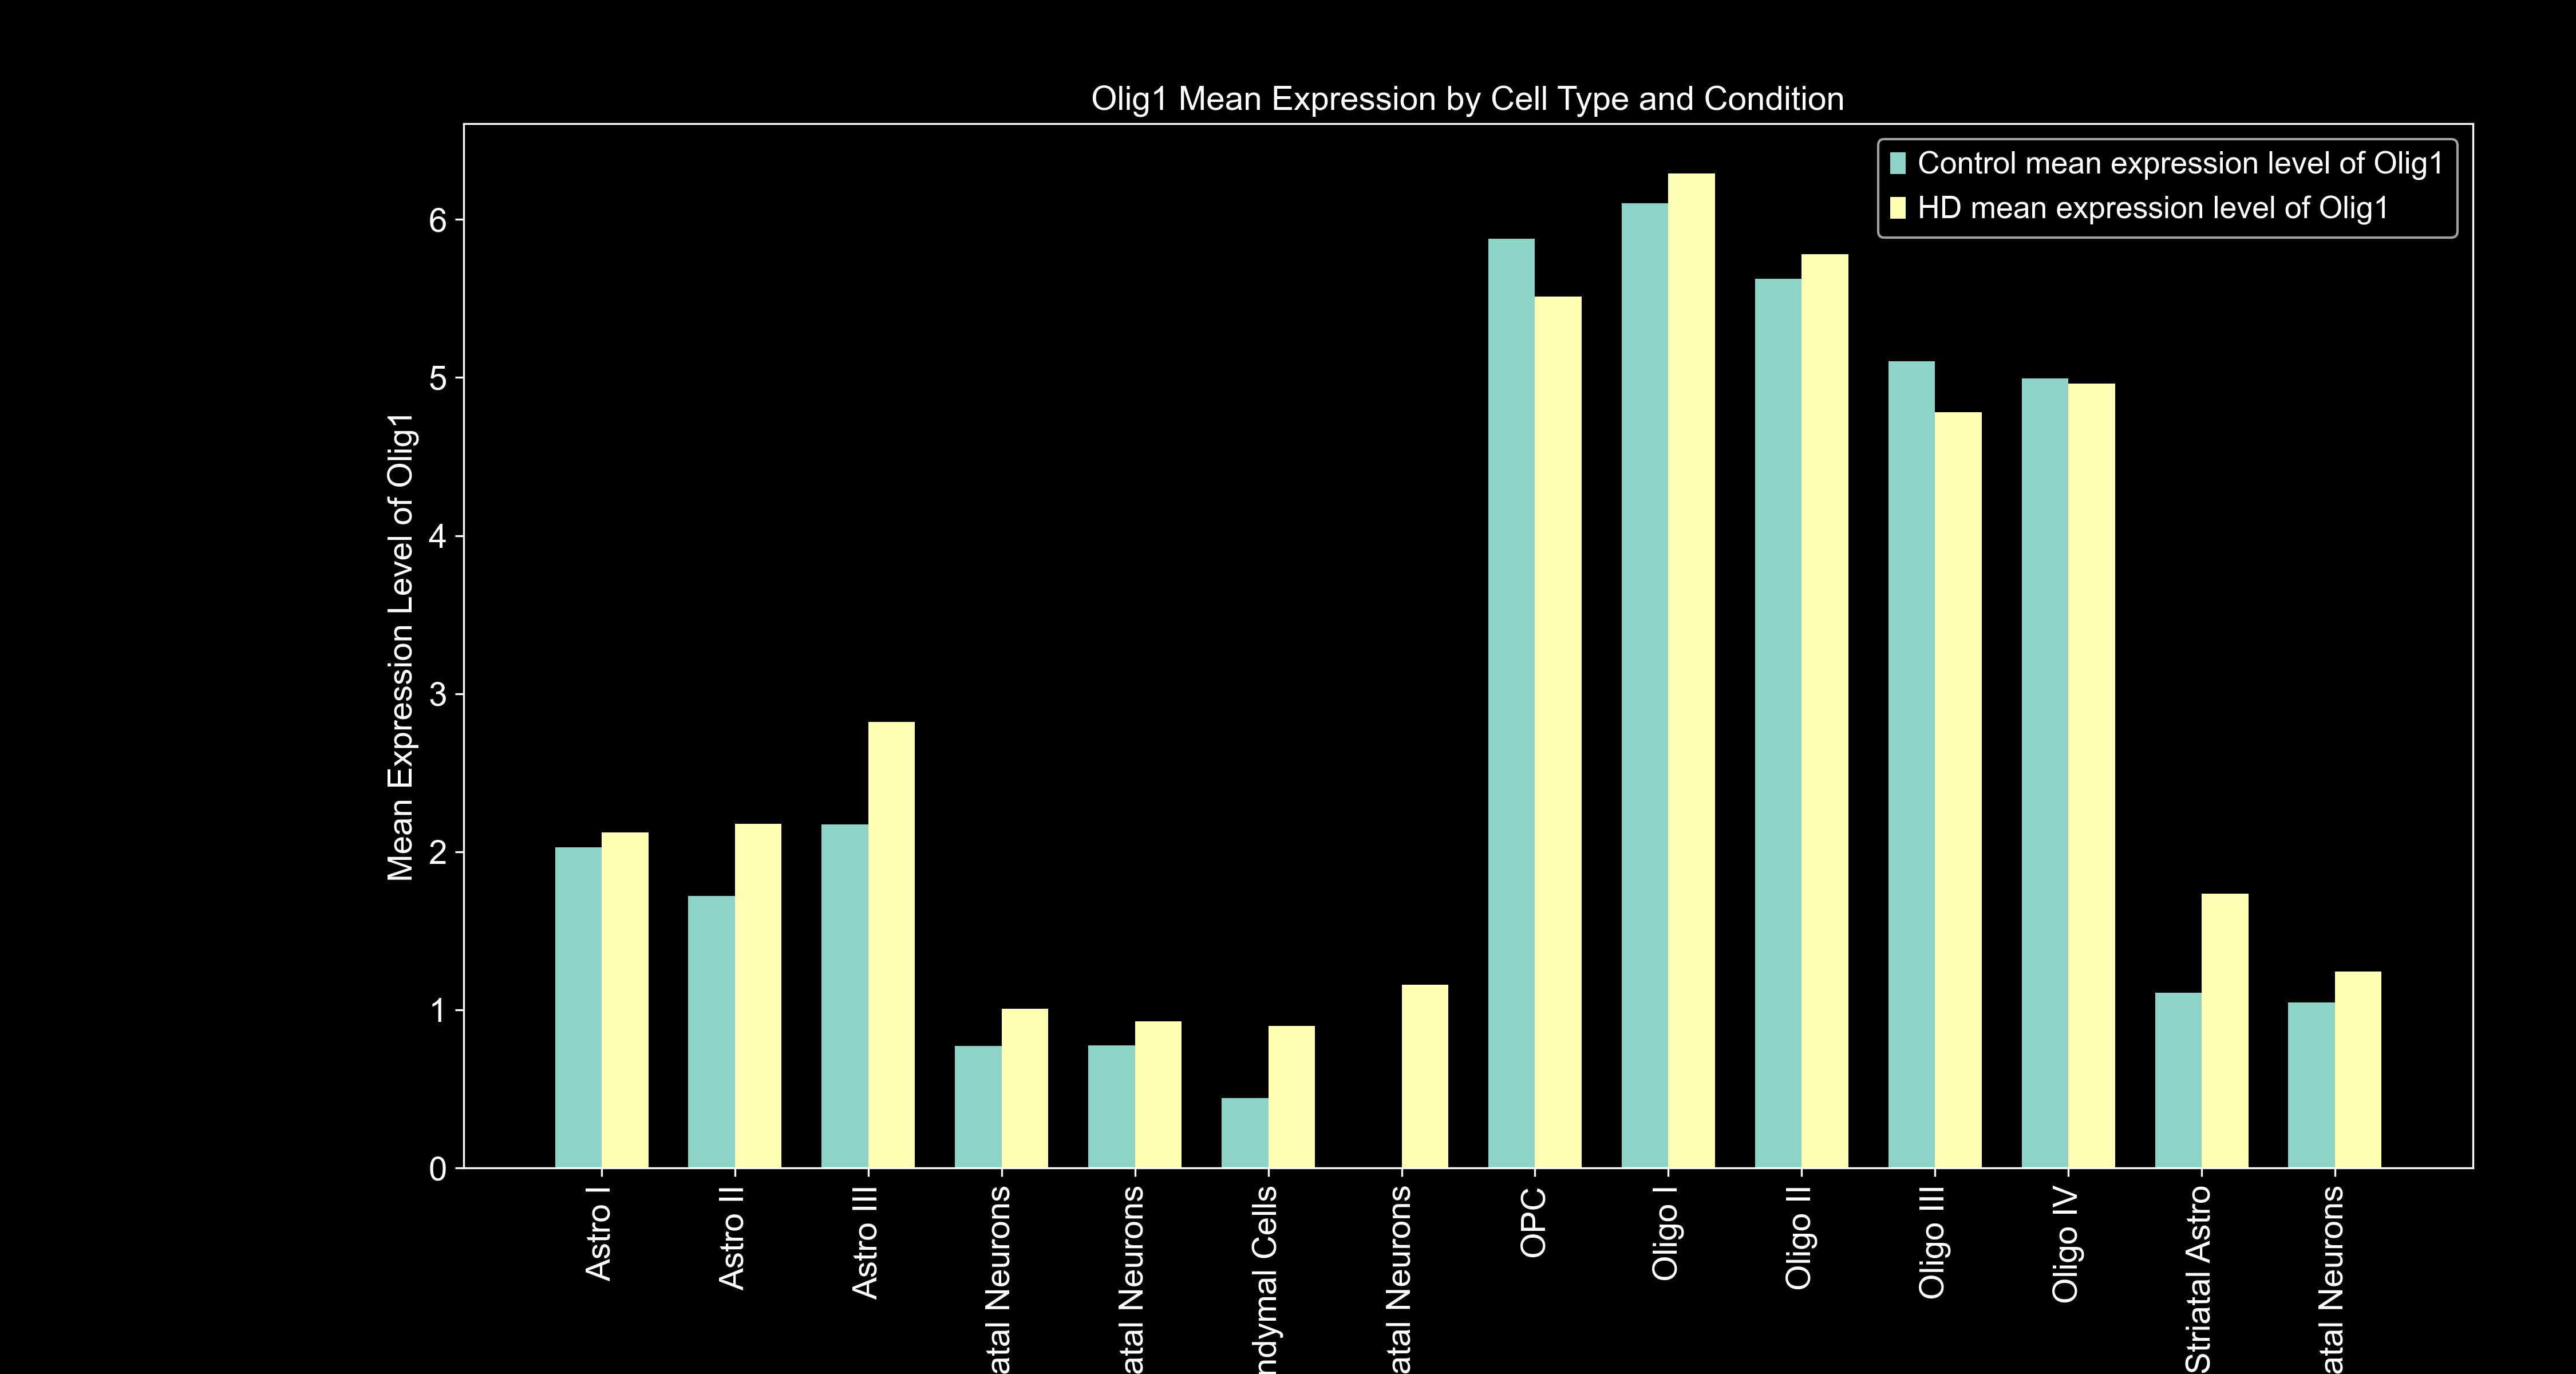 Olig1 Mean Expression by Cell Type and Condition
Control mean expression level of Olig1
HD mean expression level of Olig1
Mean Expression Level of Olig1
6
5
4
3
2
1
0
Astro I
Astro II
Astro III
atal Neurons
atal Neurons
ndymal Cells
atal Neurons
OPC
Oligo I
Oligo II
Oligo III
Oligo IV
Striatal Astro
atal Neurons